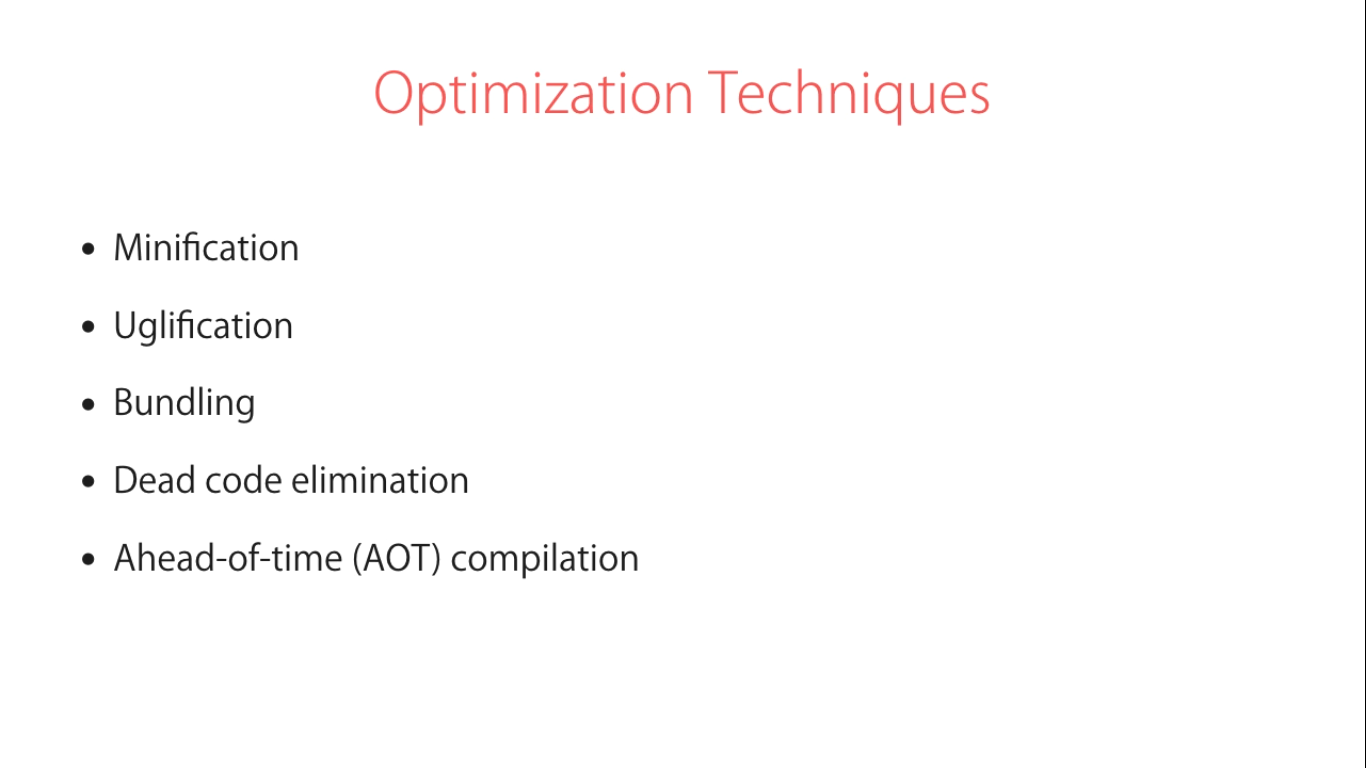 Optimization Techniques
• Minification
• Uglification
• Bundling
• Dead code elimination
• Ahead-of-time (AOT) compilation